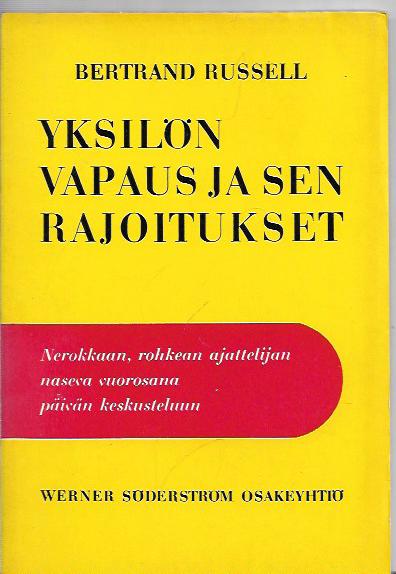 BERTRAND RUSSELL
YKSILÖN
VAPAUS JA SEN
RAJOITUKSET
Nerokkaan, rohkean ajattelijan
naseva vuorosana
päivän keskusteluun
WERNER SÖDERSTRÖM OSAKEYHTIÖ